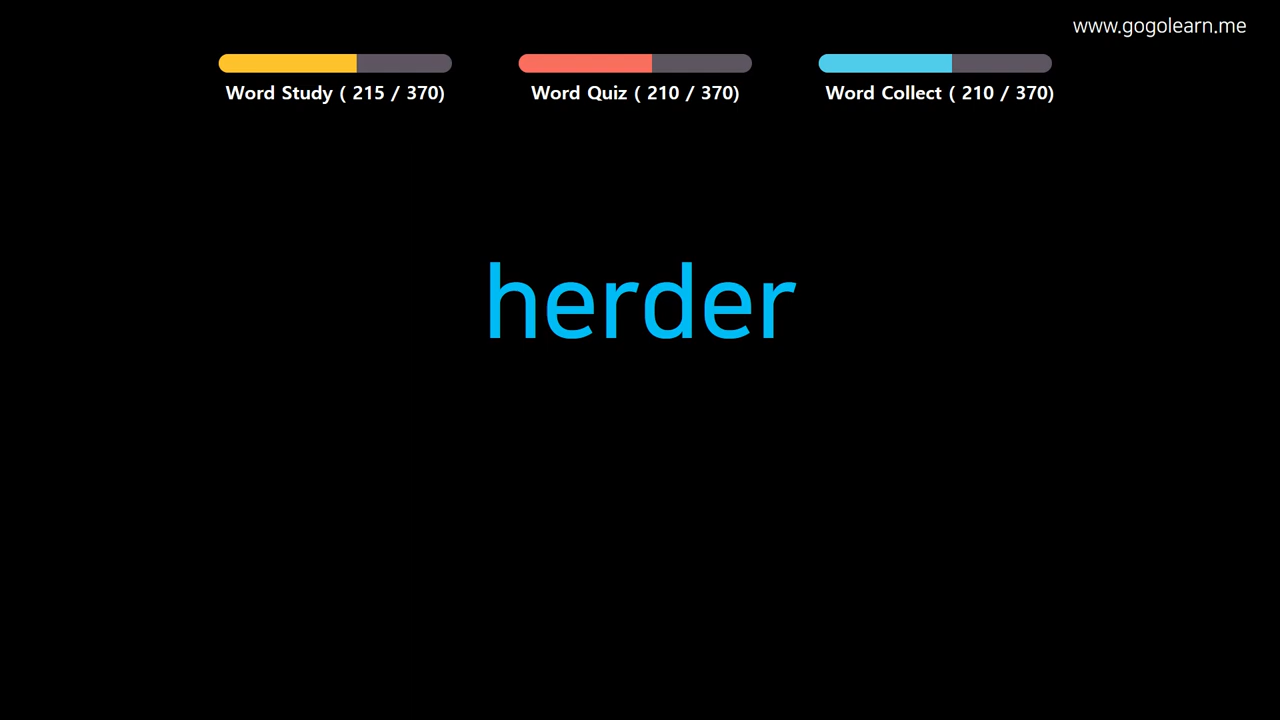 www.gogolearn.me
Word Study ( 215 / 370)
Word Quiz ( 210 / 370)
Word Collect ( 210 / 370)
herder